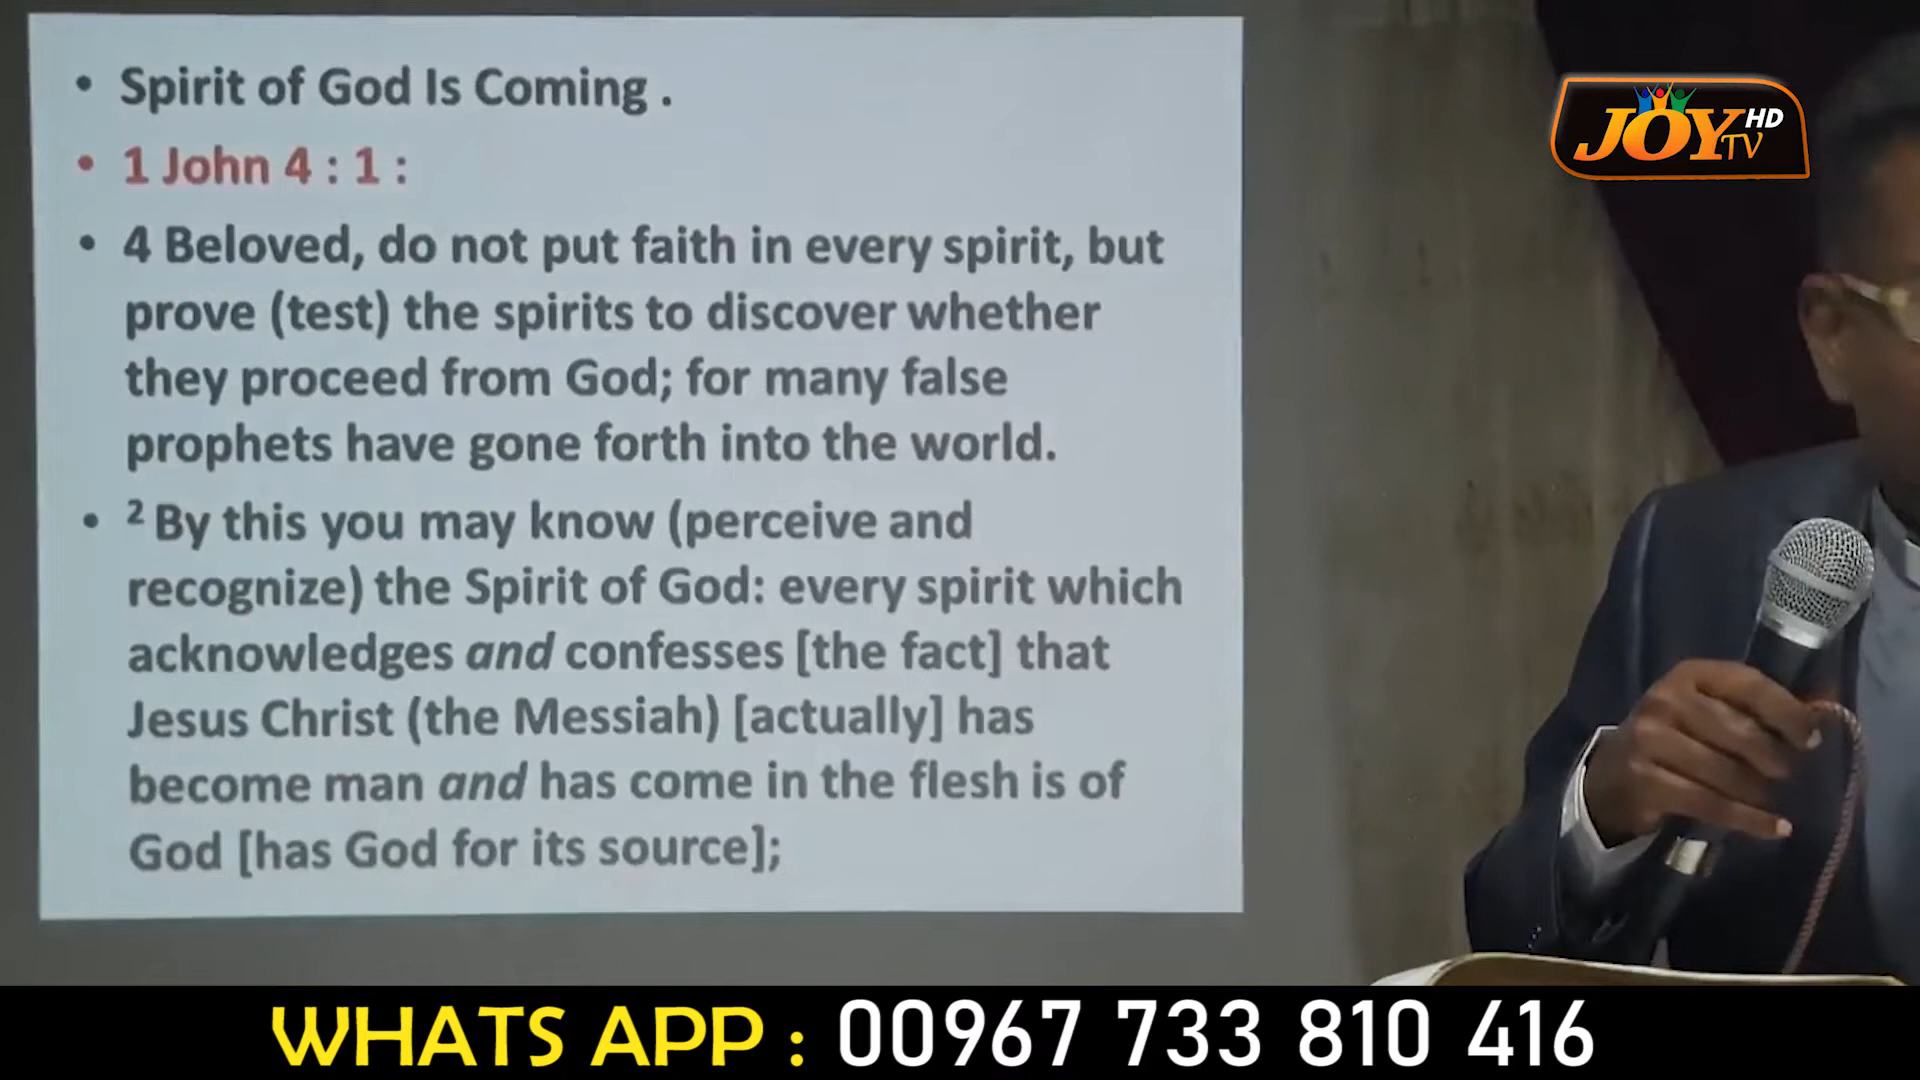 • Spirit of God Is Coming .
• 1 John 4 : 1 :
• 4 Beloved, do not put faith in every spirit, but
prove (test) the spirits to discover whether
they proceed from God; for many false
prophets have gone forth into the world.
• ² By this you may know (perceive and
recognize) the Spirit of God: every spirit which
acknowledges and confesses [the fact] that
Jesus Christ (the Messiah) [actually] has
become man and has come in the flesh is of
God [has God for its source];
JOY TV HD
WHATS APP : 00967 733 810 416